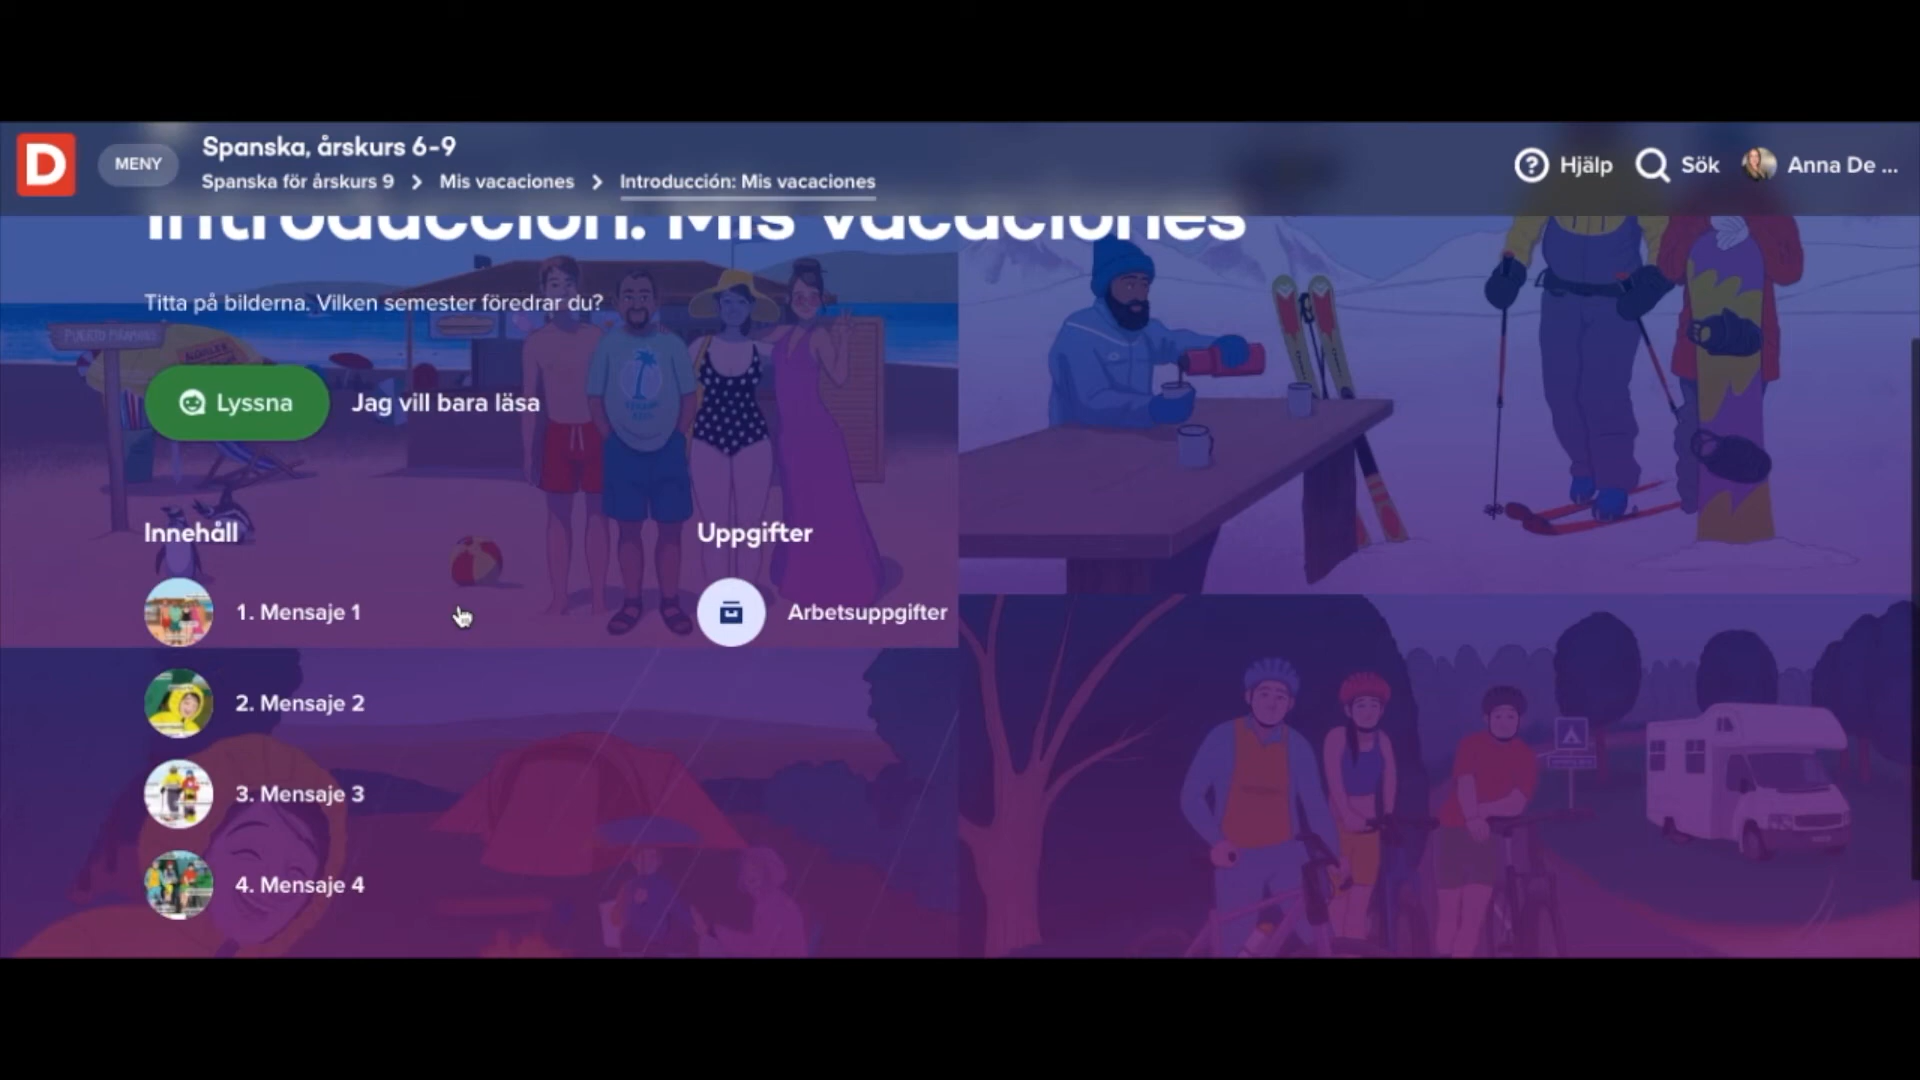 D
MENY
Spanska, årskurs 6-9
Spanska för årskurs 9 > Mis vacaciones > Introducción: Mis vacaciones
Hjälp
Sök
Anna De ...
Introducción: Mis vacaciones
Titta på bilderna. Vilken semester föredrar du?
PUERTO PIRÁMIDES
Lyssna
Jag vill bara läsa
Innehåll
Uppgifter
1. Mensaje 1
Arbetsuppgifter
2. Mensaje 2
3. Mensaje 3
4. Mensaje 4